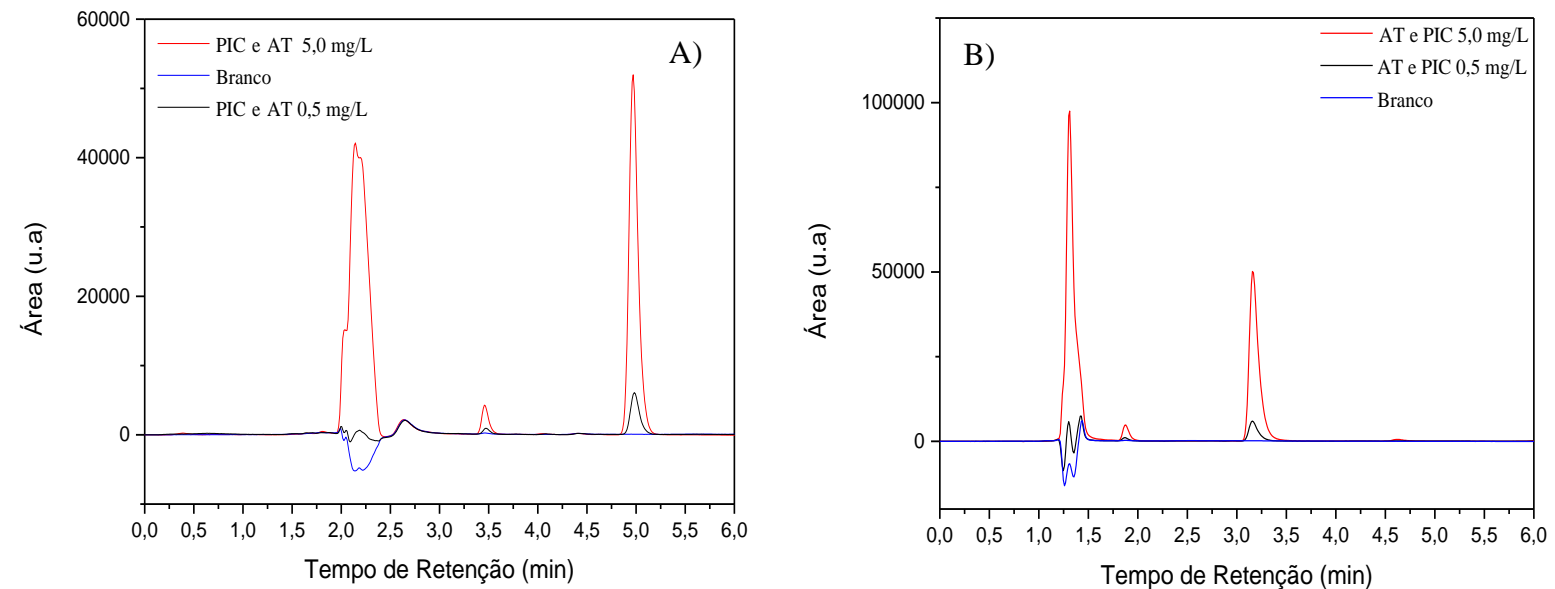 60000
40000
20000
0
Área (u.a)
PIC e AT 5,0 mg/L
Branco
PIC e AT 0,5 mg/L
A)
0,0 0,5 1,0 1,5 2,0 2,5 3,0 3,5 4,0 4,5 5,0 5,5 6,0
Tempo de Retenção (min)
100000
50000
0
Área (u.a)
B)
AT e PIC 5,0 mg/L
AT e PIC 0,5 mg/L
Branco
0,0 0,5 1,0 1,5 2,0 2,5 3,0 3,5 4,0 4,5 5,0 5,5 6,0
Tempo de Retenção (min)